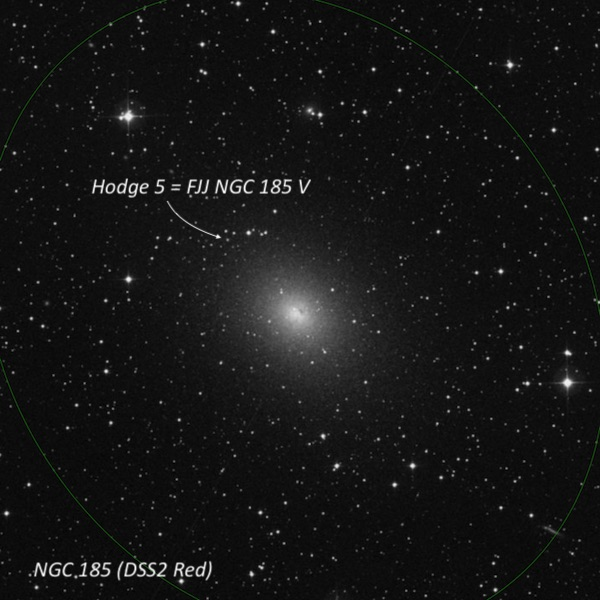 Hodge 5 = FJJ NGC 185 V
NGC 185 (DSS2 Red)